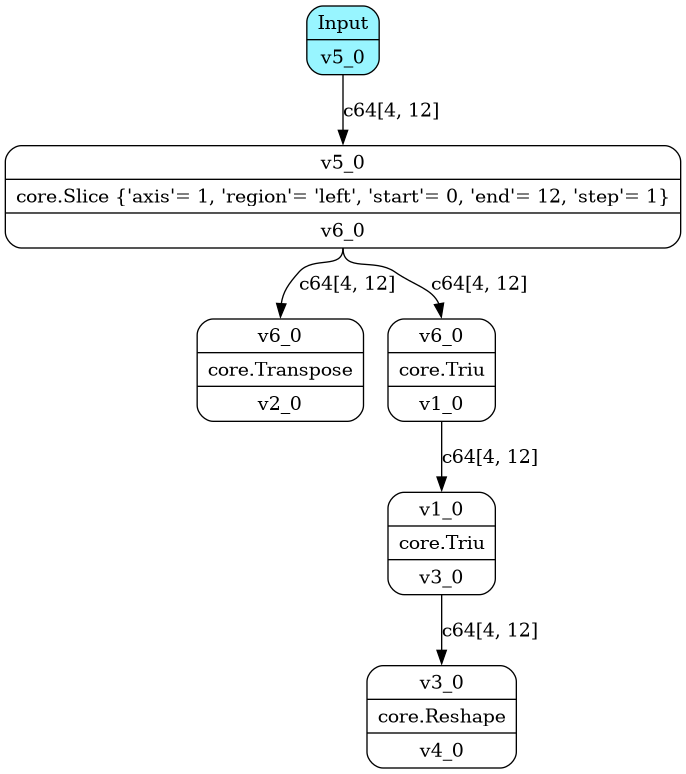 Input
v5_0
c64[4, 12]
v5_0
core.Slice {'axis'= 1, 'region'= 'left', 'start'= 0, 'end'= 12, 'step'= 1}
v6_0
c64[4, 12]
c64[4, 12]
v6_0
core.Transpose
v2_0
v6_0
core.Triu
v1_0
c64[4, 12]
v1_0
core.Triu
v3_0
c64[4, 12]
v3_0
core.Reshape
v4_0